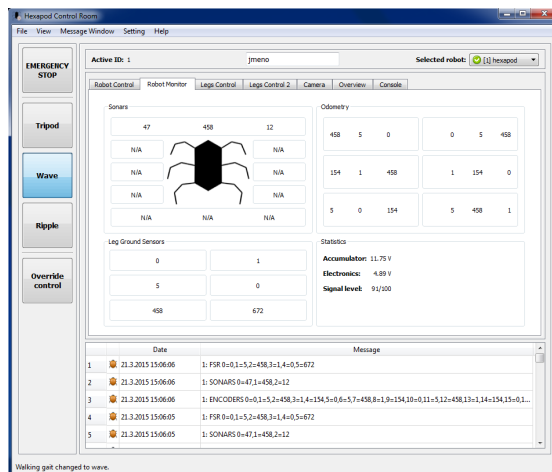 Hexapod Control Room
File View Message Window Setting Help
EMERGENCY STOP
Tripod
Wave
Ripple
Override control
Active ID: 1
jmeno
Selected robot: [1] hexapod
Robot Control Robot Monitor Legs Control Legs Control 2 Camera Overview Console
Sonars
47 458 12
N/A N/A
N/A N/A
N/A N/A
N/A N/A N/A
Odometry
458 5 0 0 5 458
154 1 458 1 154 0
5 0 154 5 458 1
Leg Ground Sensors
0 1
5 0
458 672
Statistics
Accumulator: 11.75 V
Electronics: 4.89 V
Signal level: 91/100
Date Message
1 21.3.2015 15:06:06 1: FSR 0=0,1=5,2=458,3=1,4=0,5=672
2 21.3.2015 15:06:06 1: SONARS 0=47,1=458,2=12
3 21.3.2015 15:06:06 1: ENCODERS 0=0,1=5,2=458,3=1,4=154,5=0,6=5,7=458,8=1,9=154,10=0,11=5,12=458,13=1,14=154,15=0,1...
4 21.3.2015 15:06:05 1: FSR 0=0,1=5,2=458,3=1,4=0,5=672
5 21.3.2015 15:06:05 1: SONARS 0=47,1=458,2=12
Walking gait changed to wave.